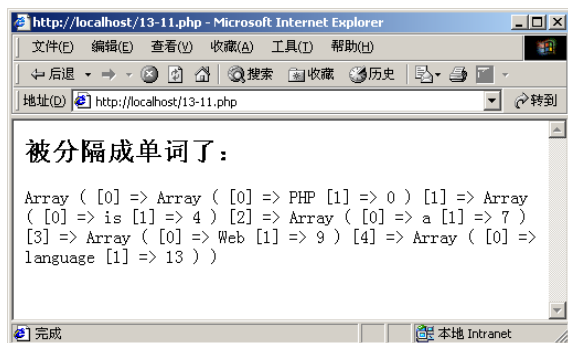 http://localhost/13-11.php - Microsoft Internet Explorer
文件(F) 编辑(E) 查看(V) 收藏(A) 工具(T) 帮助(H)
后退 搜索 收藏 历史
地址(D) http://localhost/13-11.php 转到
被分隔成单词了：
Array ( [0] => Array ( [0] => PHP [1] => 0 ) [1] => Array
( [0] => is [1] => 4 ) [2] => Array ( [0] => a [1] => 7 )
[3] => Array ( [0] => Web [1] => 9 ) [4] => Array ( [0] =>
language [1] => 13 ) )
完成 本地 Intranet